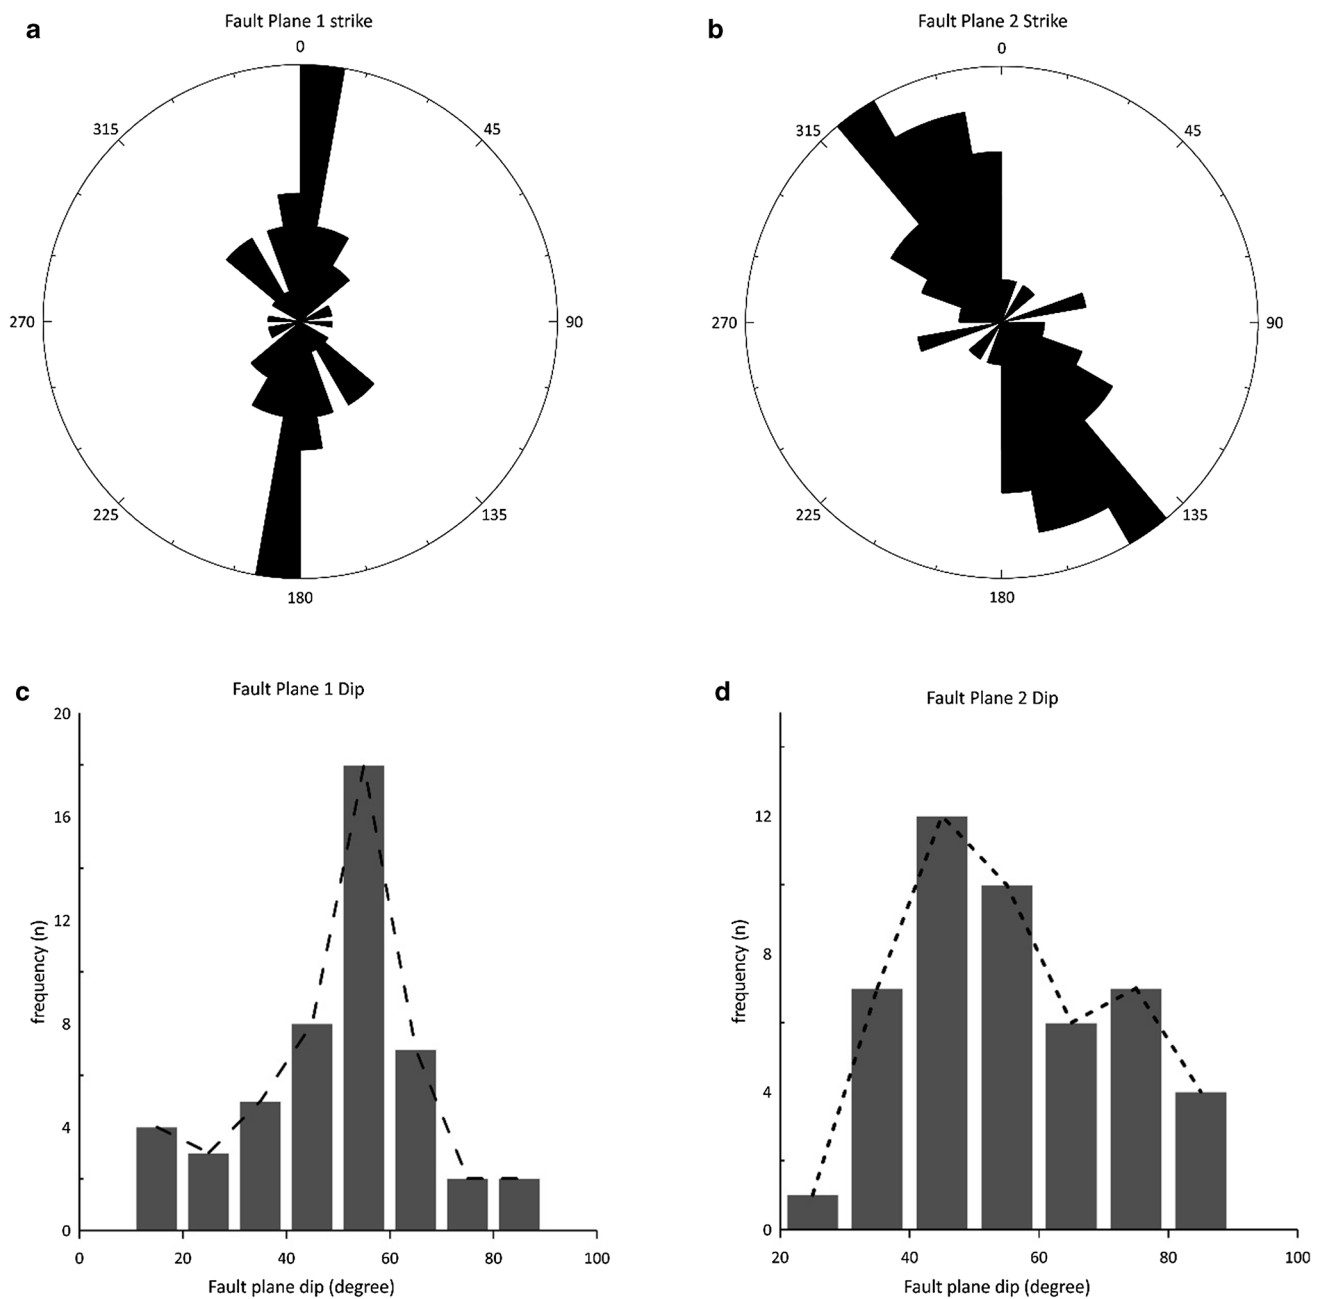 a
Fault Plane 1 strike
0
45
90
135
180
225
270
315
b
Fault Plane 2 Strike
0
45
90
135
180
225
270
315
c
Fault Plane 1 Dip
20
16
12
8
4
0
frequency (n)
0 20 40 60 80 100
Fault plane dip (degree)
d
Fault Plane 2 Dip
12
8
4
0
frequency (n)
20 40 60 80 100
Fault plane dip (degree)